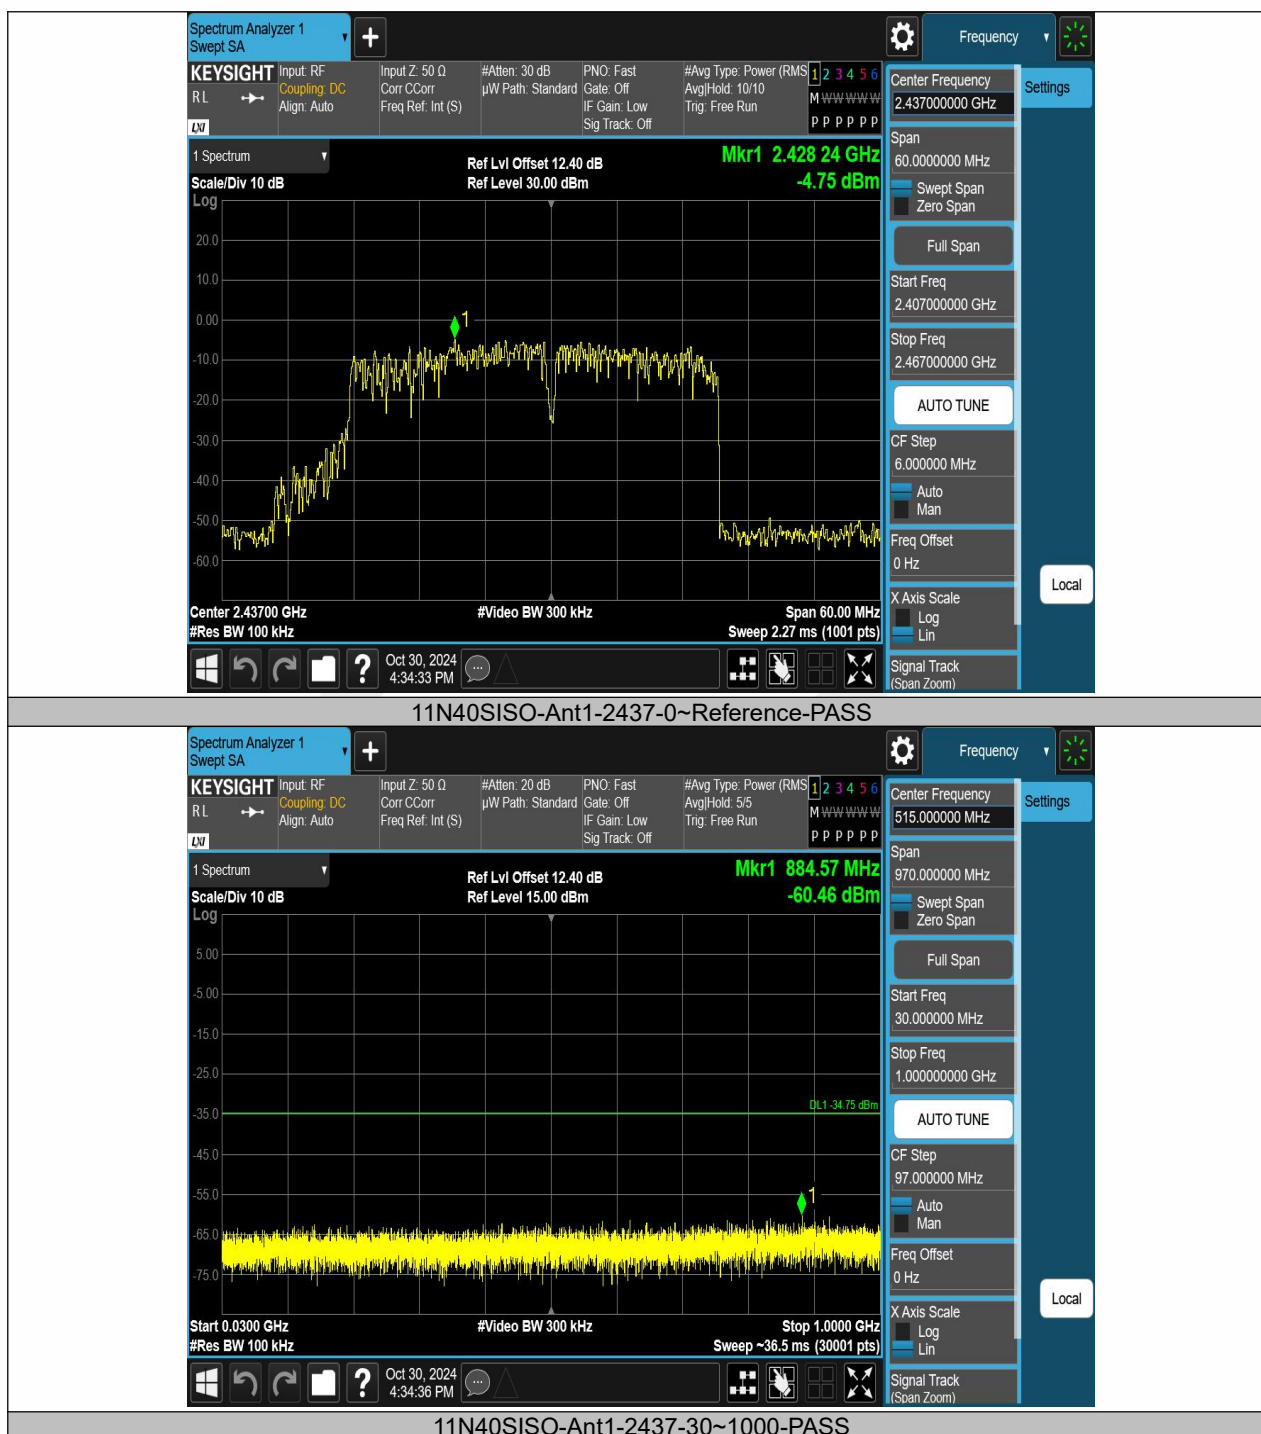 Spectrum Analyzer 1
Swept SA
Frequency
KEYSIGHT
R L
LXI
Input: RF
Coupling: DC
Align: Auto
Input Z: 50 Ω
Corr CCorr
Freq Ref: Int (S)
#Atten: 30 dB
µW Path: Standard
PNO: Fast
Gate: Off
IF Gain: Low
Sig Track: Off
#Avg Type: Power (RMS
Avg|Hold: 10/10
Trig: Free Run
1 2 3 4 5 6
M W W W W W
P P P P P P
1 Spectrum
Scale/Div 10 dB
Log
Ref Lvl Offset 12.40 dB
Ref Level 30.00 dBm
Mkr1 2.428 24 GHz
-4.75 dBm
20.0
10.0
0.00
-10.0
-20.0
-30.0
-40.0
-50.0
-60.0
1
Center 2.43700 GHz
#Res BW 100 kHz
#Video BW 300 kHz
Span 60.00 MHz
Sweep 2.27 ms (1001 pts)
Oct 30, 2024
4:34:33 PM
Center Frequency
2.437000000 GHz
Span
60.0000000 MHz
Swept Span
Zero Span
Full Span
Start Freq
2.407000000 GHz
Stop Freq
2.467000000 GHz
AUTO TUNE
CF Step
6.000000 MHz
Auto
Man
Freq Offset
0 Hz
X Axis Scale
Log
Lin
Signal Track
(Span Zoom)
Settings
Local
11N40SISO-Ant1-2437-0~Reference-PASS
Spectrum Analyzer 1
Swept SA
Frequency
KEYSIGHT
R L
LXI
Input: RF
Coupling: DC
Align: Auto
Input Z: 50 Ω
Corr CCorr
Freq Ref: Int (S)
#Atten: 20 dB
µW Path: Standard
PNO: Fast
Gate: Off
IF Gain: Low
Sig Track: Off
#Avg Type: Power (RMS
Avg|Hold: 5/5
Trig: Free Run
1 2 3 4 5 6
M W W W W W
P P P P P P
1 Spectrum
Scale/Div 10 dB
Log
Ref Lvl Offset 12.40 dB
Ref Level 15.00 dBm
Mkr1 884.57 MHz
-60.46 dBm
5.00
-5.00
-15.0
-25.0
-35.0
-45.0
-55.0
-65.0
-75.0
DL1 -34.75 dBm
1
Start 0.0300 GHz
#Res BW 100 kHz
#Video BW 300 kHz
Stop 1.0000 GHz
Sweep ~36.5 ms (30001 pts)
Oct 30, 2024
4:34:36 PM
Center Frequency
515.000000 MHz
Span
970.000000 MHz
Swept Span
Zero Span
Full Span
Start Freq
30.000000 MHz
Stop Freq
1.000000000 GHz
AUTO TUNE
CF Step
97.000000 MHz
Auto
Man
Freq Offset
0 Hz
X Axis Scale
Log
Lin
Signal Track
(Span Zoom)
Settings
Local
11N40SISO-Ant1-2437-30~1000-PASS